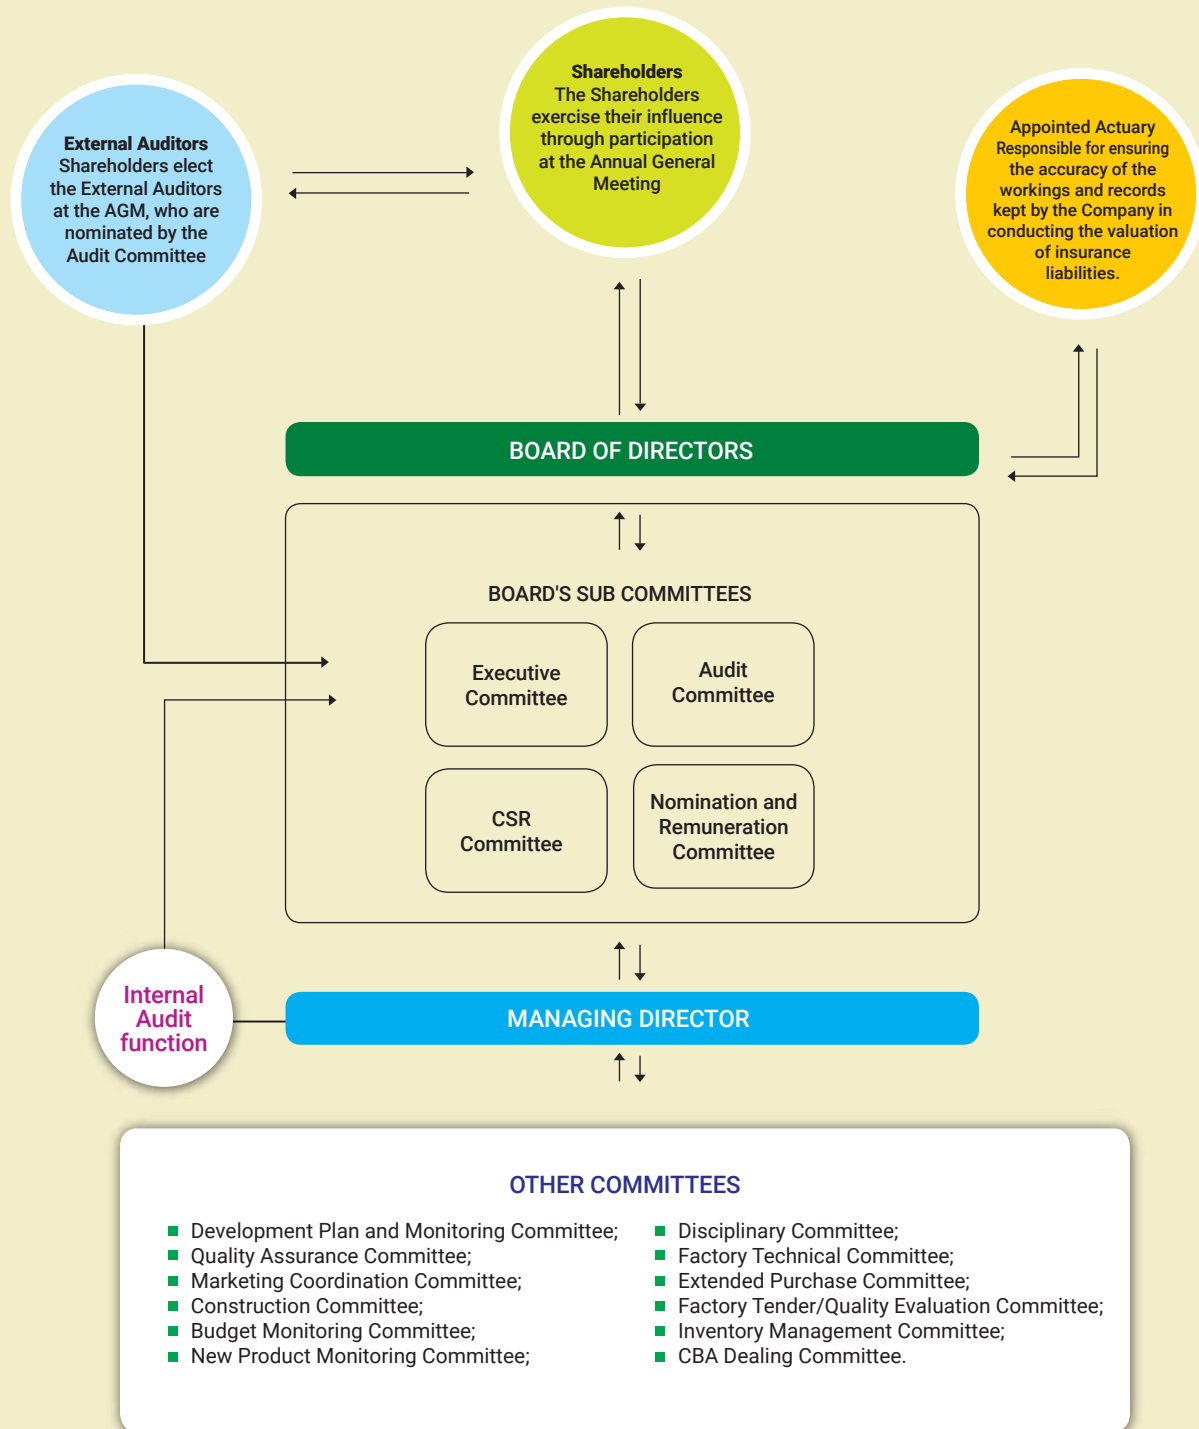 External Auditors
Shareholders elect
the External Auditors
at the AGM, who are
nominated by the
Audit Committee
Shareholders
The Shareholders
exercise their influence
through participation
at the Annual General
Meeting
Appointed Actuary
Responsible for ensuring
the accuracy of the
workings and records
kept by the Company in
conducting the valuation
of insurance
liabilities.
BOARD OF DIRECTORS
BOARD'S SUB COMMITTEES
Executive
Committee
Audit
Committee
CSR
Committee
Nomination and
Remuneration
Committee
Internal
Audit
function
MANAGING DIRECTOR
OTHER COMMITTEES
Development Plan and Monitoring Committee;
Quality Assurance Committee;
Marketing Coordination Committee;
Construction Committee;
Budget Monitoring Committee;
New Product Monitoring Committee;
Disciplinary Committee;
Factory Technical Committee;
Extended Purchase Committee;
Factory Tender/Quality Evaluation Committee;
Inventory Management Committee;
CBA Dealing Committee.